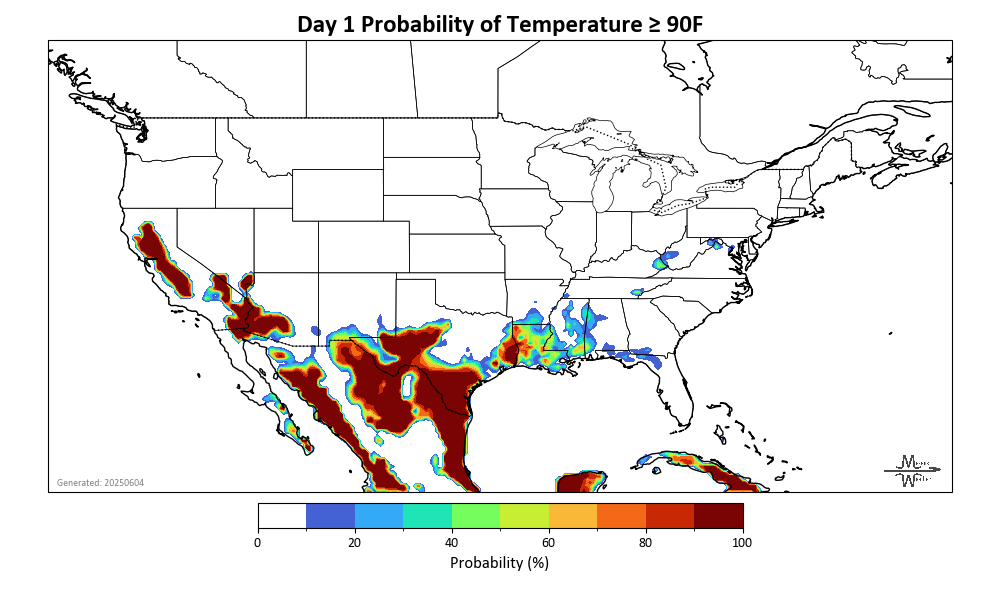 Day 1 Probability of Temperature ≥ 90F
Generated: 20250604
0 20 40 60 80 100
Probability (%)